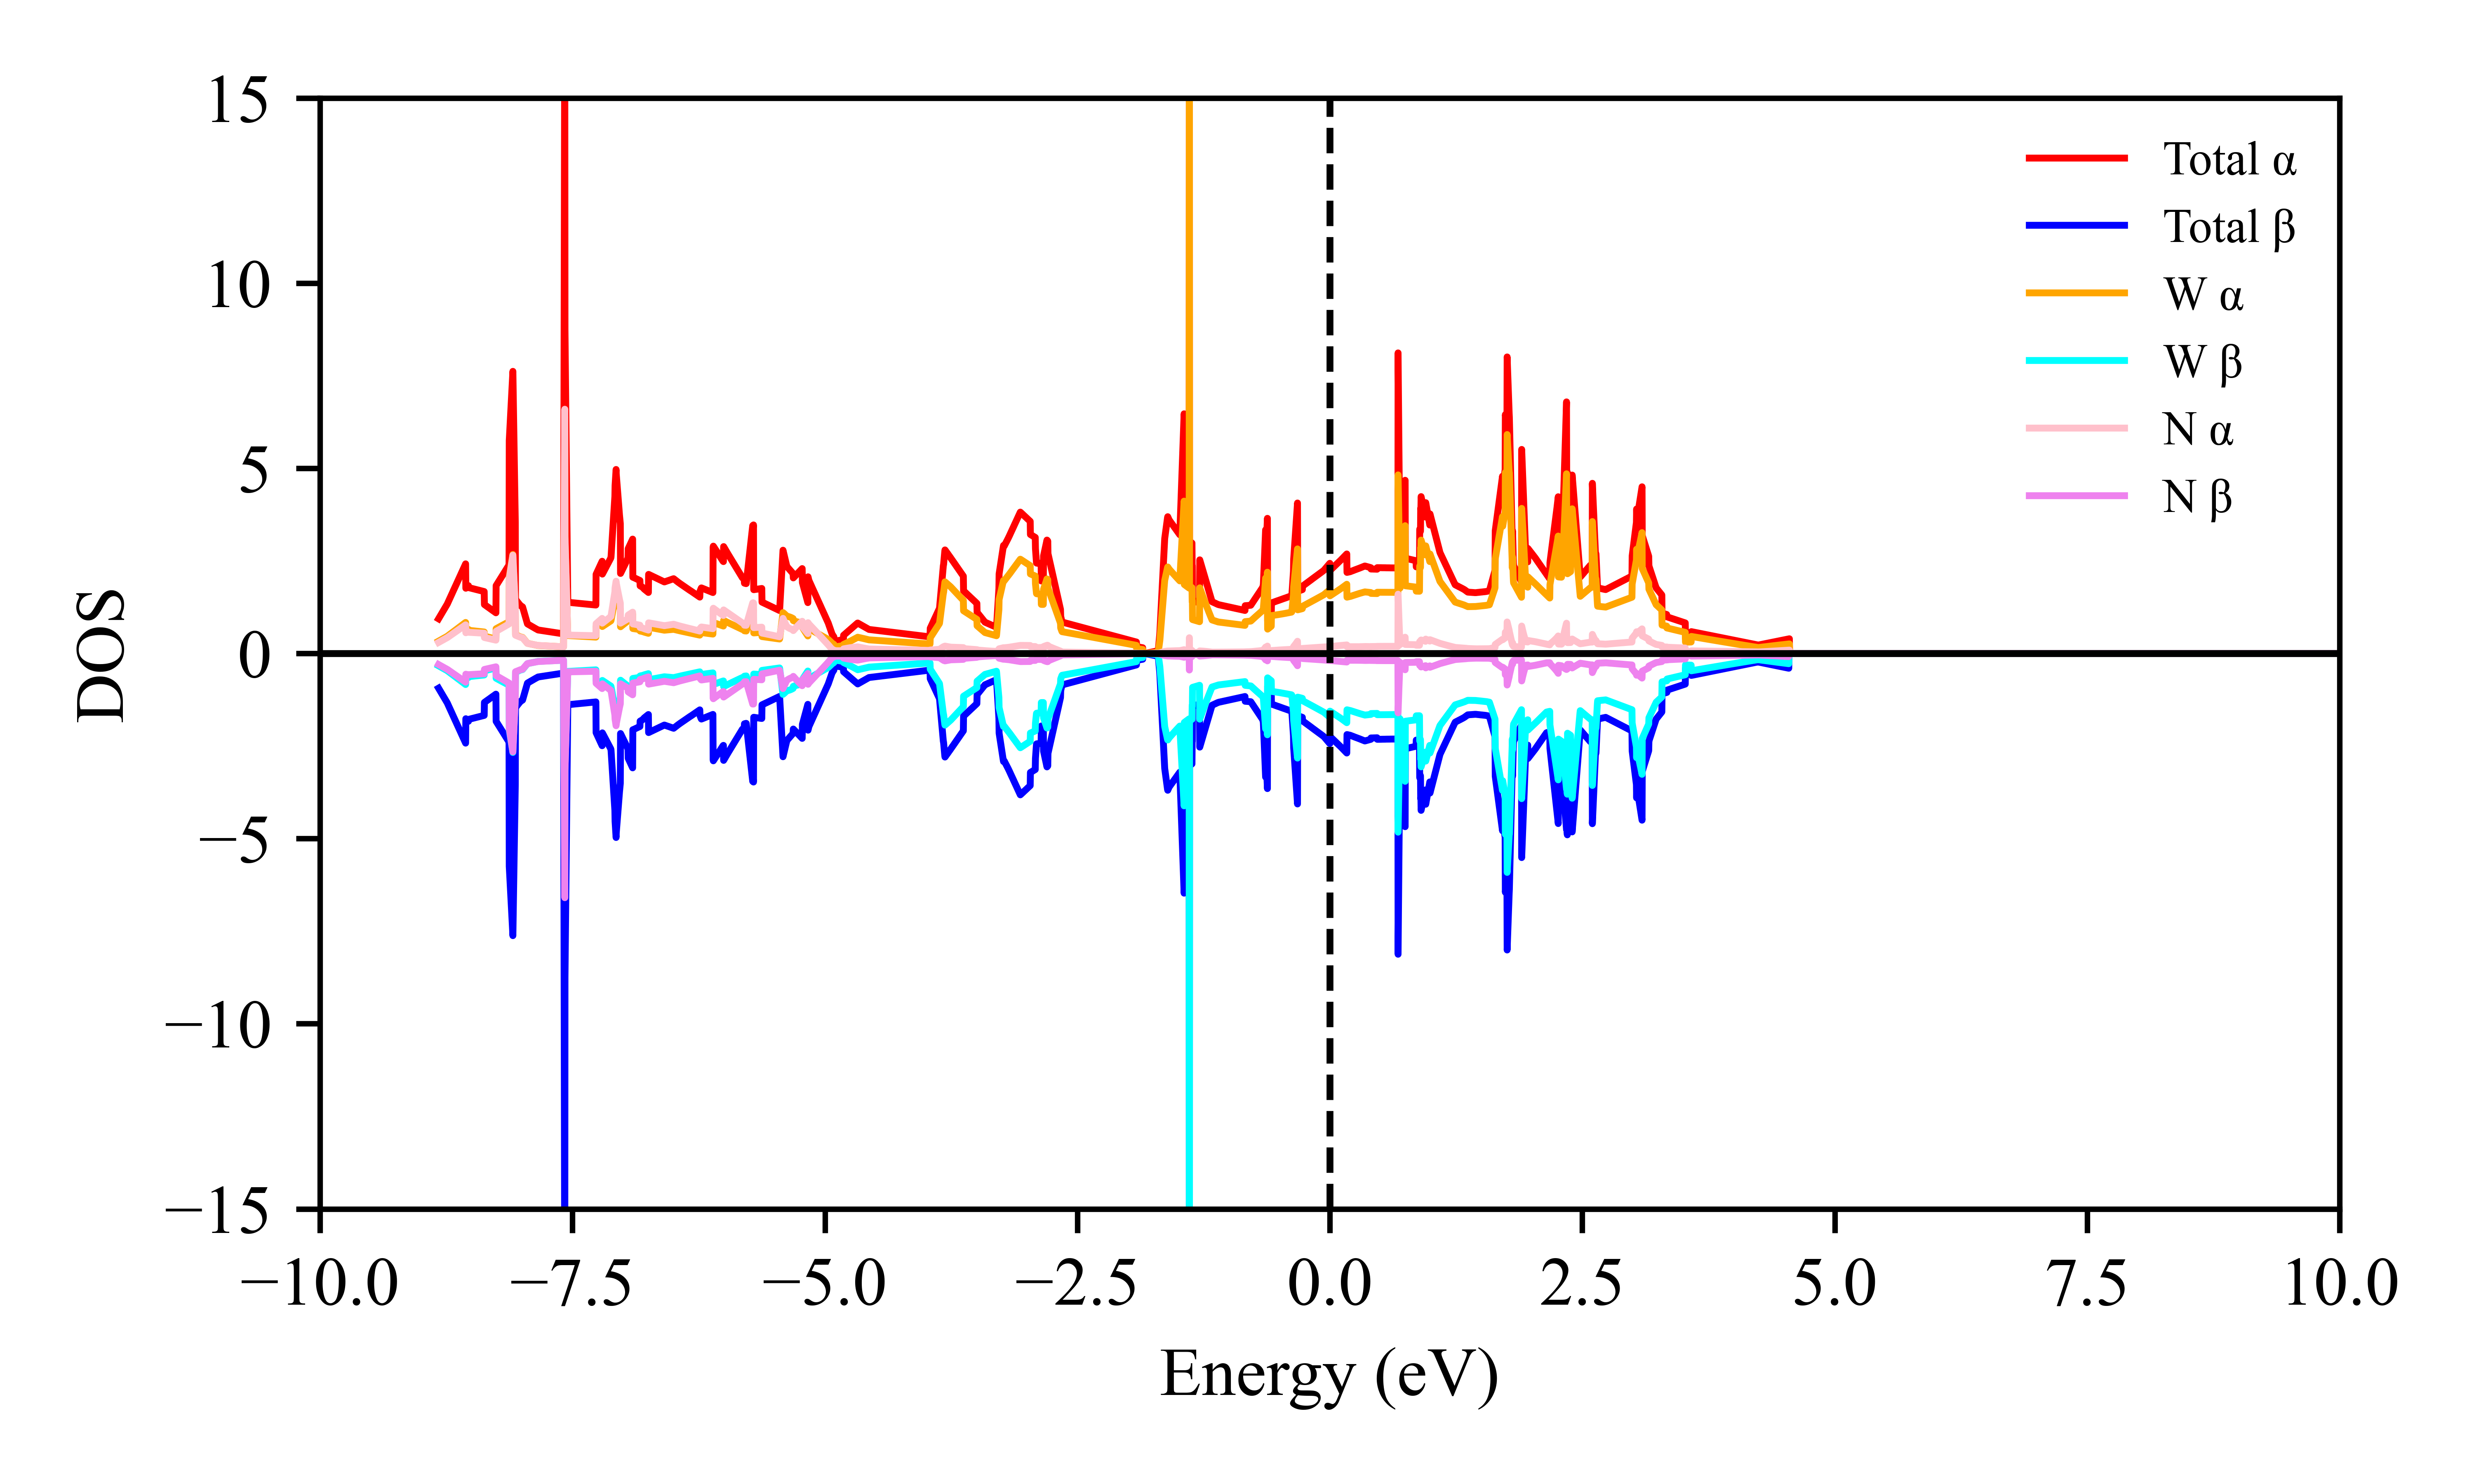 15
10
5
0
−5
−10
−15
DOS
Total α
Total β
W α
W β
N α
N β
−10.0 −7.5 −5.0 −2.5 0.0 2.5 5.0 7.5 10.0
Energy (eV)